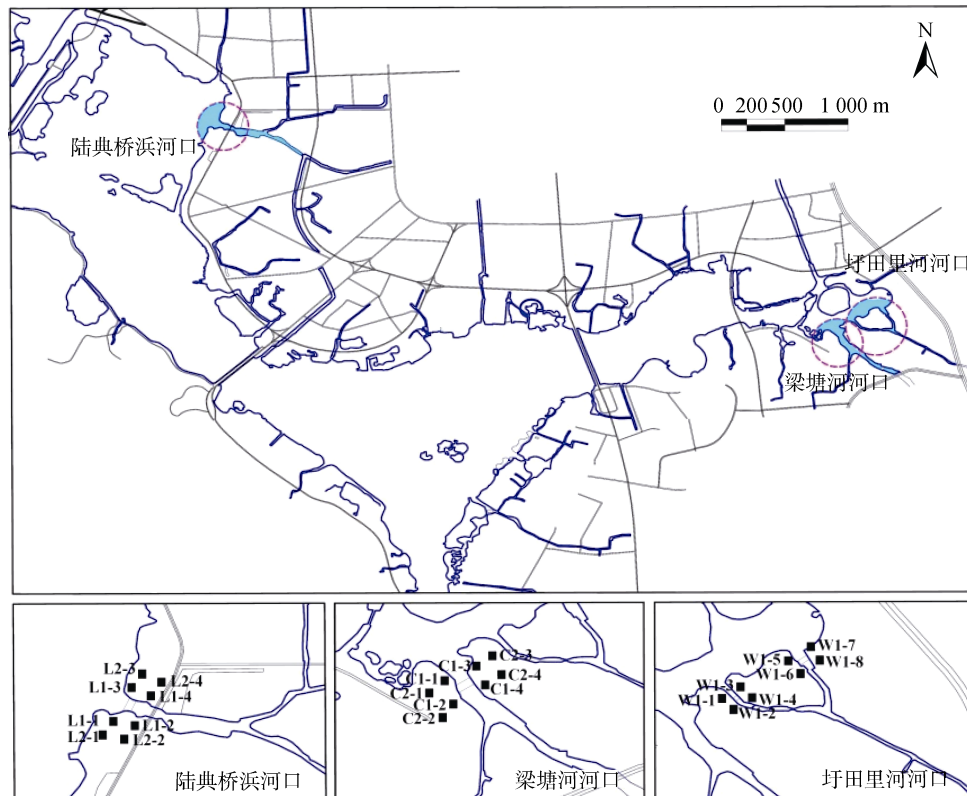 N
0 200 500 1 000 m
陆典桥浜河口
圩田里河河口
梁塘河河口
L2-3
L2-4
L1-3
L1-4
L1-1
L1-2
L2-1
L2-2
陆典桥浜河口
C2-3
C1-3
C2-4
C1-1
C1-4
C2-1
C1-2
C2-2
梁塘河河口
W1-7
W1-5
W1-8
W1-6
W1-3
W1-1
W1-4
W1-2
圩田里河河口